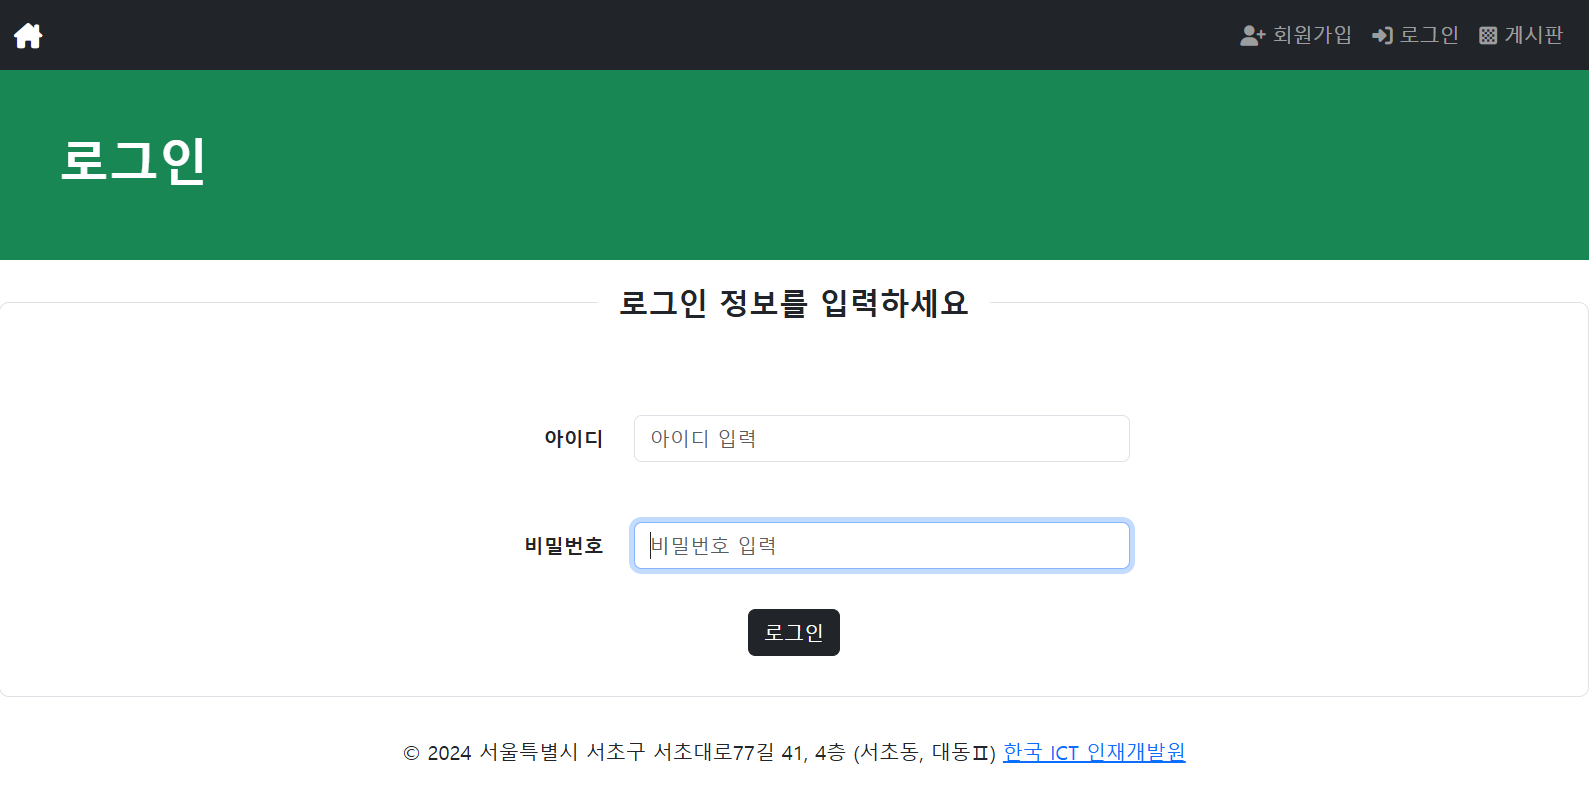 회원가입 로그인 게시판
로그인
로그인 정보를 입력하세요
아이디 아이디 입력
비밀번호 비밀번호 입력
로그인
© 2024 서울특별시 서초구 서초대로77길 41, 4층 (서초동, 대동Ⅱ) 한국 ICT 인재개발원